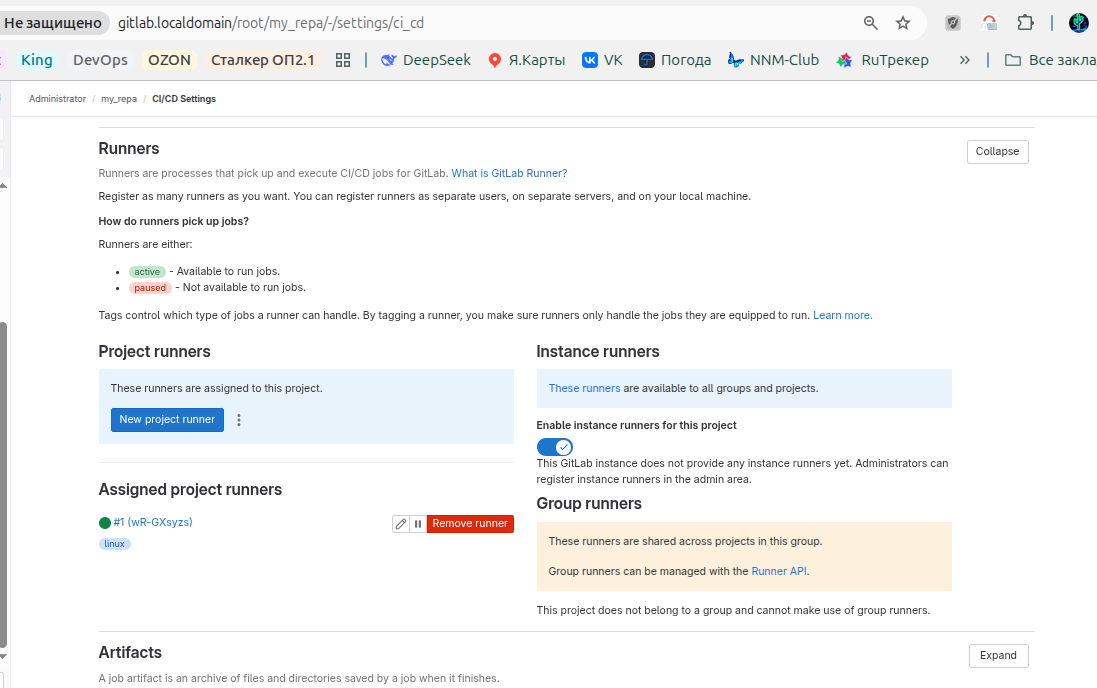 Не защищено gitlab.localdomain/root/my_repa/-/settings/ci_cd
King DevOps OZON Сталкер ОП2.1 DeepSeek Я.Карты VK Погода NNM-Club RuТрекер » Все закла
Administrator / my_repa / CI/CD Settings
Runners
Collapse
Runners are processes that pick up and execute CI/CD jobs for GitLab. What is GitLab Runner?
Register as many runners as you want. You can register runners as separate users, on separate servers, and on your local machine.
How do runners pick up jobs?
Runners are either:
active - Available to run jobs.
paused - Not available to run jobs.
Tags control which type of jobs a runner can handle. By tagging a runner, you make sure runners only handle the jobs they are equipped to run. Learn more.
Project runners
These runners are assigned to this project.
New project runner
Assigned project runners
#1 (wR-GXsyzs)
Remove runner
linux
Instance runners
These runners are available to all groups and projects.
Enable instance runners for this project
This GitLab instance does not provide any instance runners yet. Administrators can
register instance runners in the admin area.
Group runners
These runners are shared across projects in this group.
Group runners can be managed with the Runner API.
This project does not belong to a group and cannot make use of group runners.
Artifacts
Expand
A job artifact is an archive of files and directories saved by a job when it finishes.